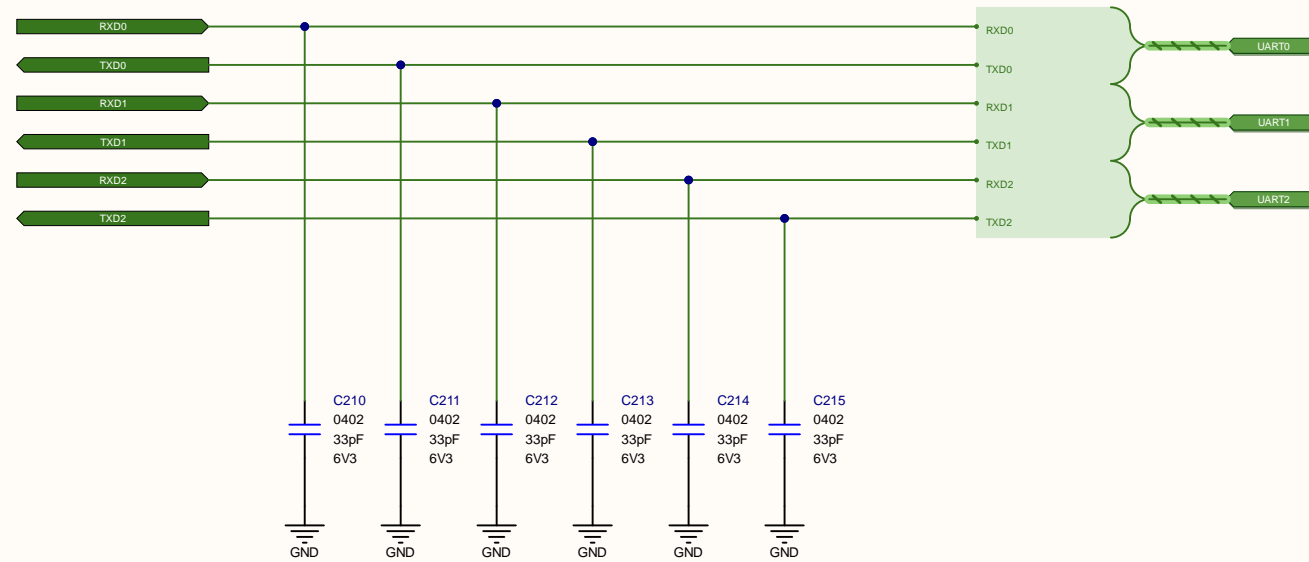 RXD0
TXD0
RXD1
TXD1
RXD2
TXD2
RXD0
TXD0
RXD1
TXD1
RXD2
TXD2
UART0
UART1
UART2
C210
0402
33pF
6V3
C211
0402
33pF
6V3
C212
0402
33pF
6V3
C213
0402
33pF
6V3
C214
0402
33pF
6V3
C215
0402
33pF
6V3
GND
GND
GND
GND
GND
GND